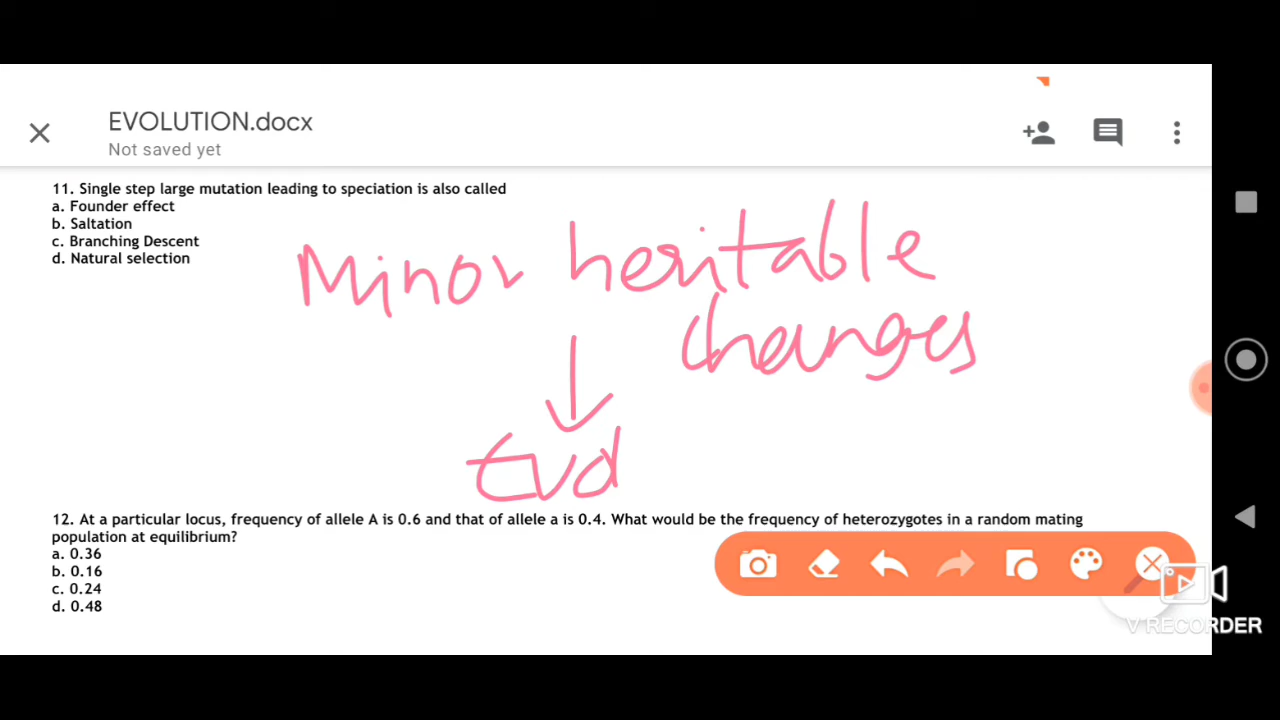 EVOLUTION.docx
Not saved yet
11. Single step large mutation leading to speciation is also called
a. Founder effect
b. Saltation
c. Branching Descent
d. Natural selection
Minor heritable
changes
12. At a particular locus, frequency of allele A is 0.6 and that of allele a is 0.4. What would be the frequency of heterozygotes in a random mating
population at equilibrium?
a. 0.36
b. 0.16
c. 0.24
d. 0.48
V RECORDER